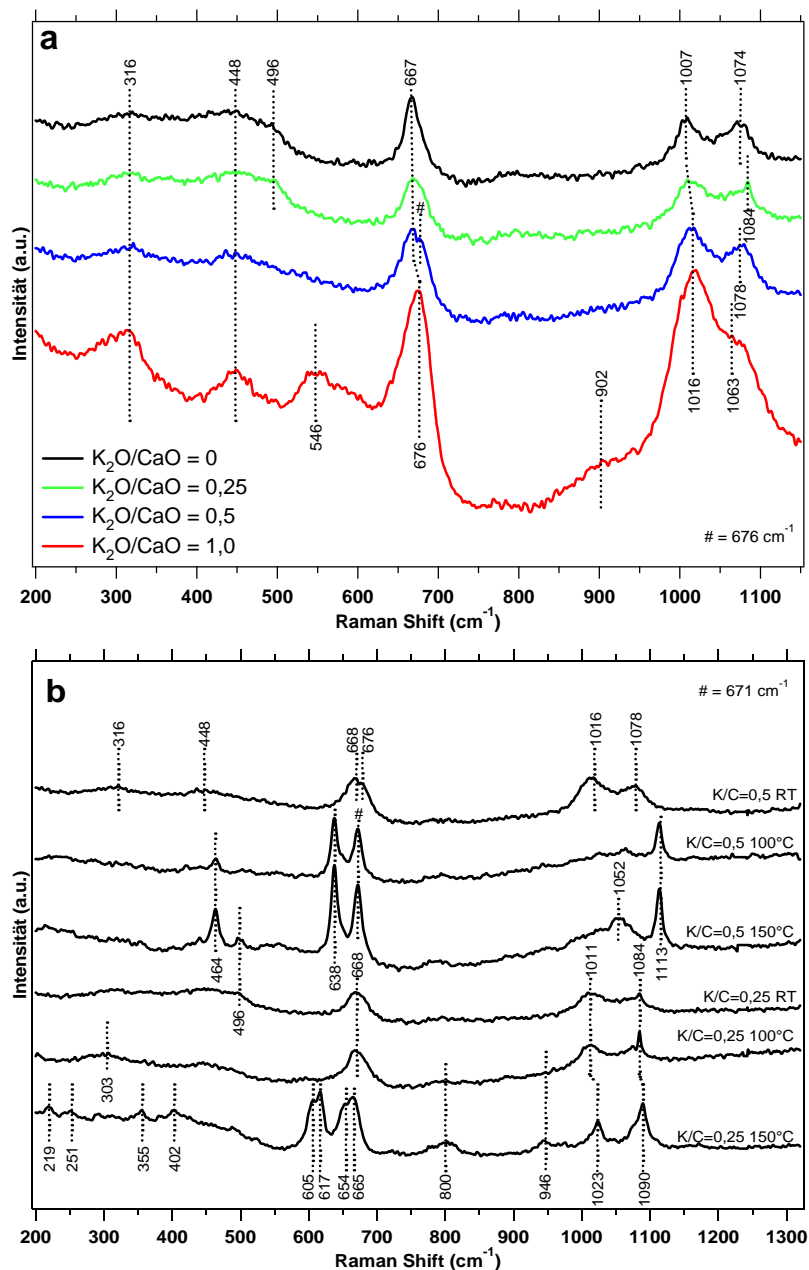 a
316
448
496
667
1007
1074
#
1084
1078
546
676
902
1016
1063
K₂O/CaO = 0
K₂O/CaO = 0,25
K₂O/CaO = 0,5
K₂O/CaO = 1,0
# = 676 cm⁻¹
Intensität (a.u.)
200 300 400 500 600 700 800 900 1000 1100
Raman Shift (cm⁻¹)
b
# = 671 cm⁻¹
316
448
668
676
1016
1078
K/C=0,5 RT
#
K/C=0,5 100°C
1052
K/C=0,5 150°C
464
496
638
668
1011
1084
1113
K/C=0,25 RT
K/C=0,25 100°C
303
K/C=0,25 150°C
219
251
355
402
605
617
654
665
800
946
1023
1090
Intensität (a.u.)
200 300 400 500 600 700 800 900 1000 1100 1200 1300
Raman Shift (cm⁻¹)